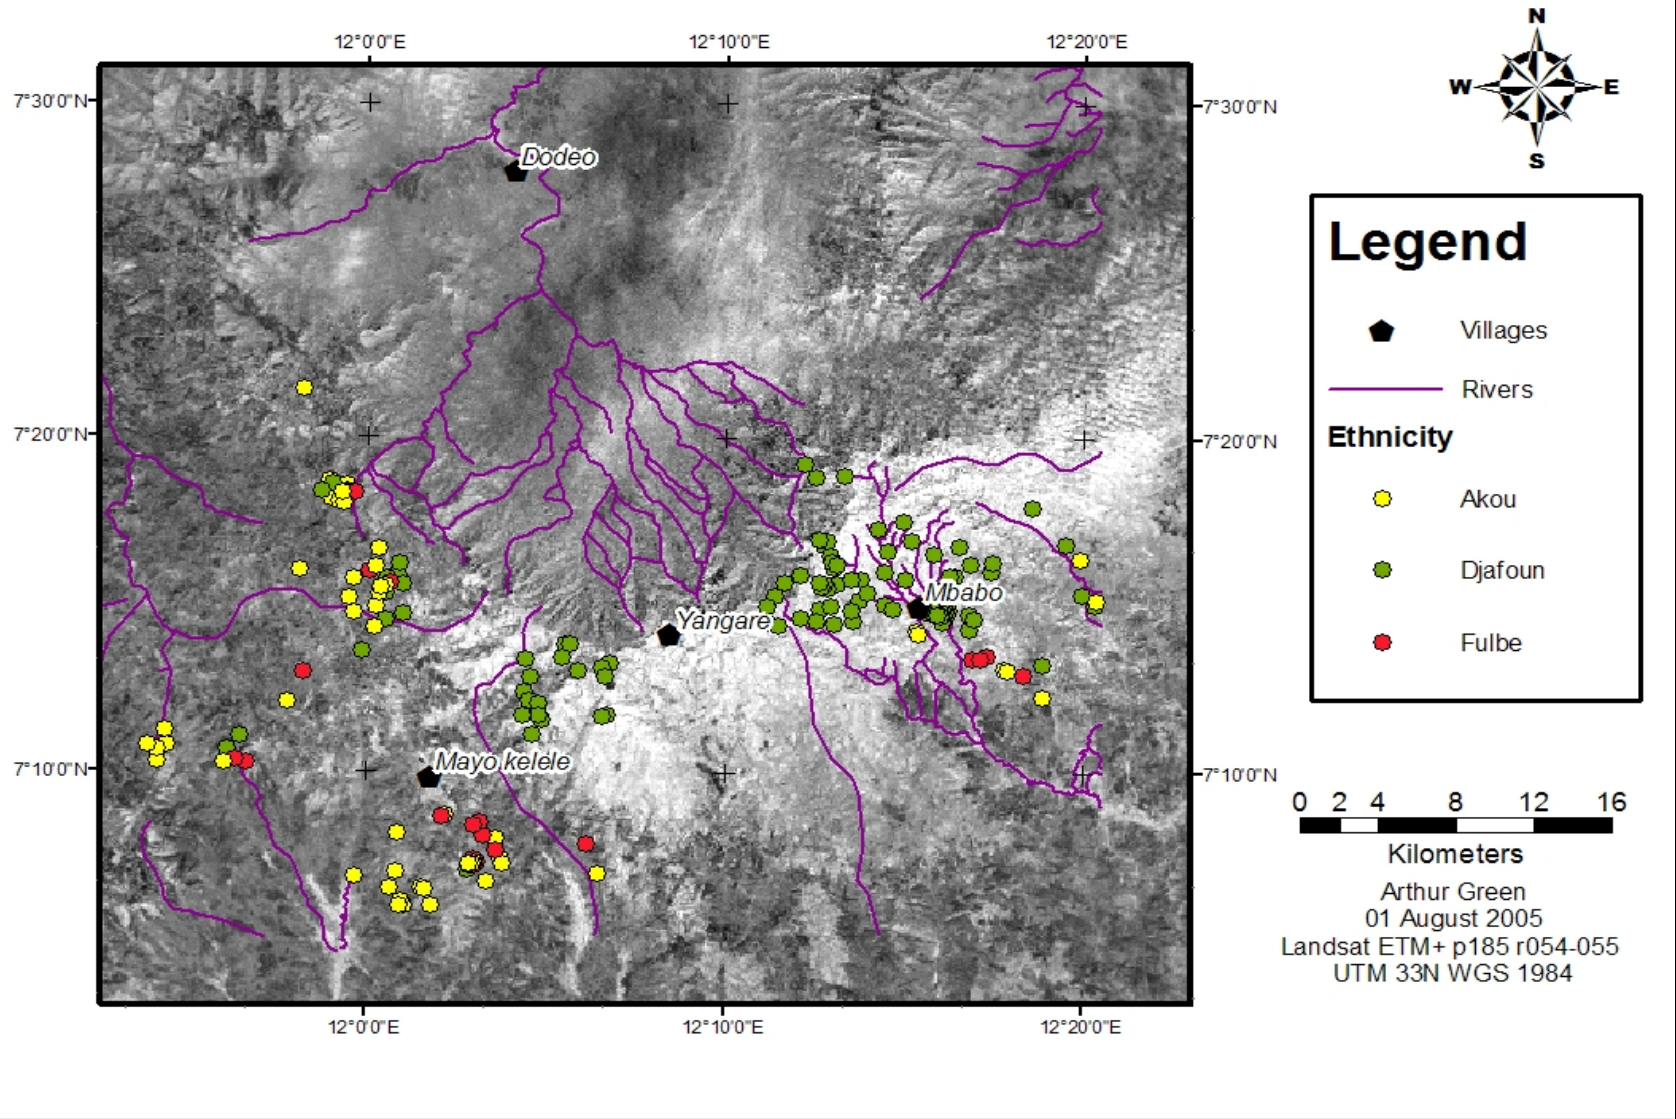 12°0'0"E 12°10'0"E 12°20'0"E
N
W E
S
7°30'0"N 7°30'0"N
Dodeo
Legend
Villages
Rivers
7°20'0"N 7°20'0"N
Ethnicity
Akou
Djafoun
Mbabo
Yangare
Fulbe
Mayo kelele
7°10'0"N 7°10'0"N
0 2 4 8 12 16
Kilometers
Arthur Green
01 August 2005
Landsat ETM+ p185 r054-055
UTM 33N WGS 1984
12°0'0"E 12°10'0"E 12°20'0"E